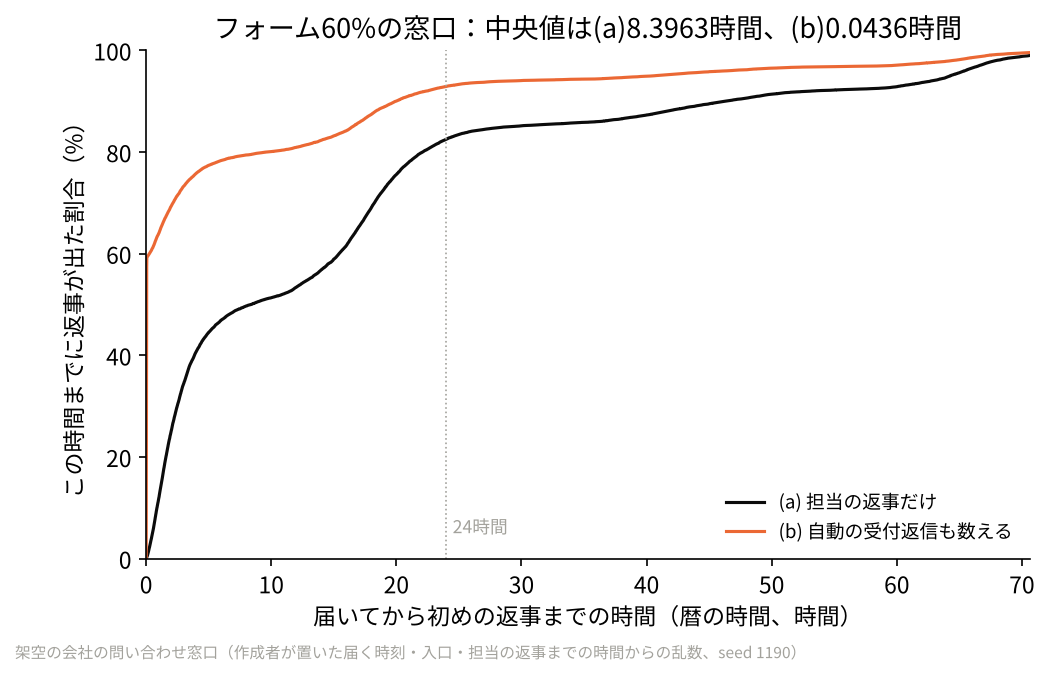 フォーム60%の窓口：中央値は(a)8.3963時間、(b)0.0436時間
この時間までに返事が出た割合（%）
100
80
60
40
20
0
24時間
(a) 担当の返事だけ
(b) 自動の受付返信も数える
0 10 20 30 40 50 60 70
届いてから初めの返事までの時間（暦の時間、時間）
架空の会社の問い合わせ窓口（作成者が置いた届く時刻・入口・担当の返事までの時間からの乱数、seed 1190）